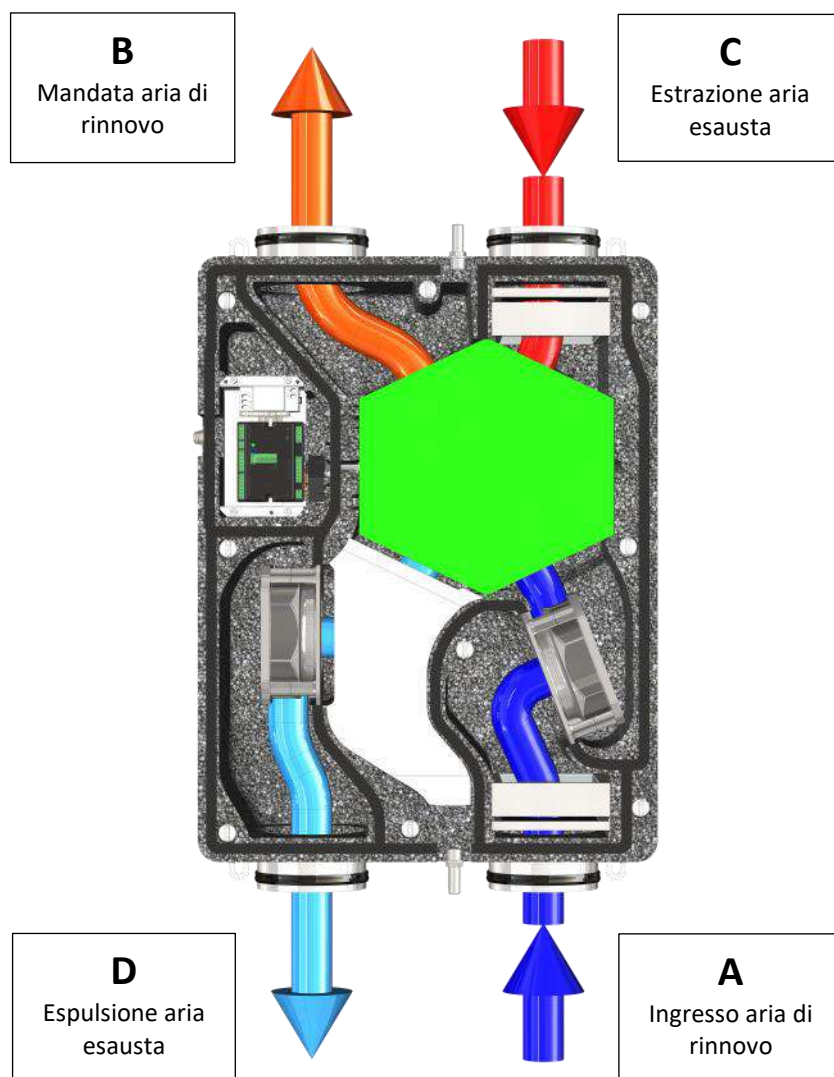 B
Mandata aria di
rinnovo
C
Estrazione aria
esausta
D
Espulsione aria
esausta
A
Ingresso aria di
rinnovo